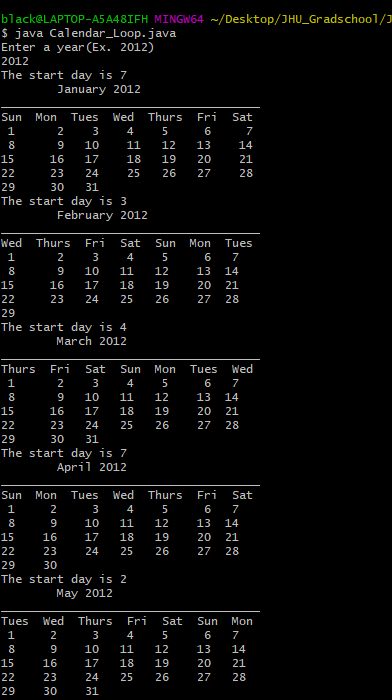 black@LAPTOP-A5A48IFH MINGW64 ~/Desktop/JHU_Gradschool/J
$ java Calendar_Loop.java
Enter a year(Ex. 2012)
2012
The start day is 7
January 2012
Sun Mon Tues Wed Thurs Fri Sat
1 2 3 4 5 6 7
8 9 10 11 12 13 14
15 16 17 18 19 20 21
22 23 24 25 26 27 28
29 30 31
The start day is 3
February 2012
Wed Thurs Fri Sat Sun Mon Tues
1 2 3 4 5 6 7
8 9 10 11 12 13 14
15 16 17 18 19 20 21
22 23 24 25 26 27 28
29
The start day is 4
March 2012
Thurs Fri Sat Sun Mon Tues Wed
1 2 3 4 5 6 7
8 9 10 11 12 13 14
15 16 17 18 19 20 21
22 23 24 25 26 27 28
29 30 31
The start day is 7
April 2012
Sun Mon Tues Wed Thurs Fri Sat
1 2 3 4 5 6 7
8 9 10 11 12 13 14
15 16 17 18 19 20 21
22 23 24 25 26 27 28
29 30
The start day is 2
May 2012
Tues Wed Thurs Fri Sat Sun Mon
1 2 3 4 5 6 7
8 9 10 11 12 13 14
15 16 17 18 19 20 21
22 23 24 25 26 27 28
29 30 31